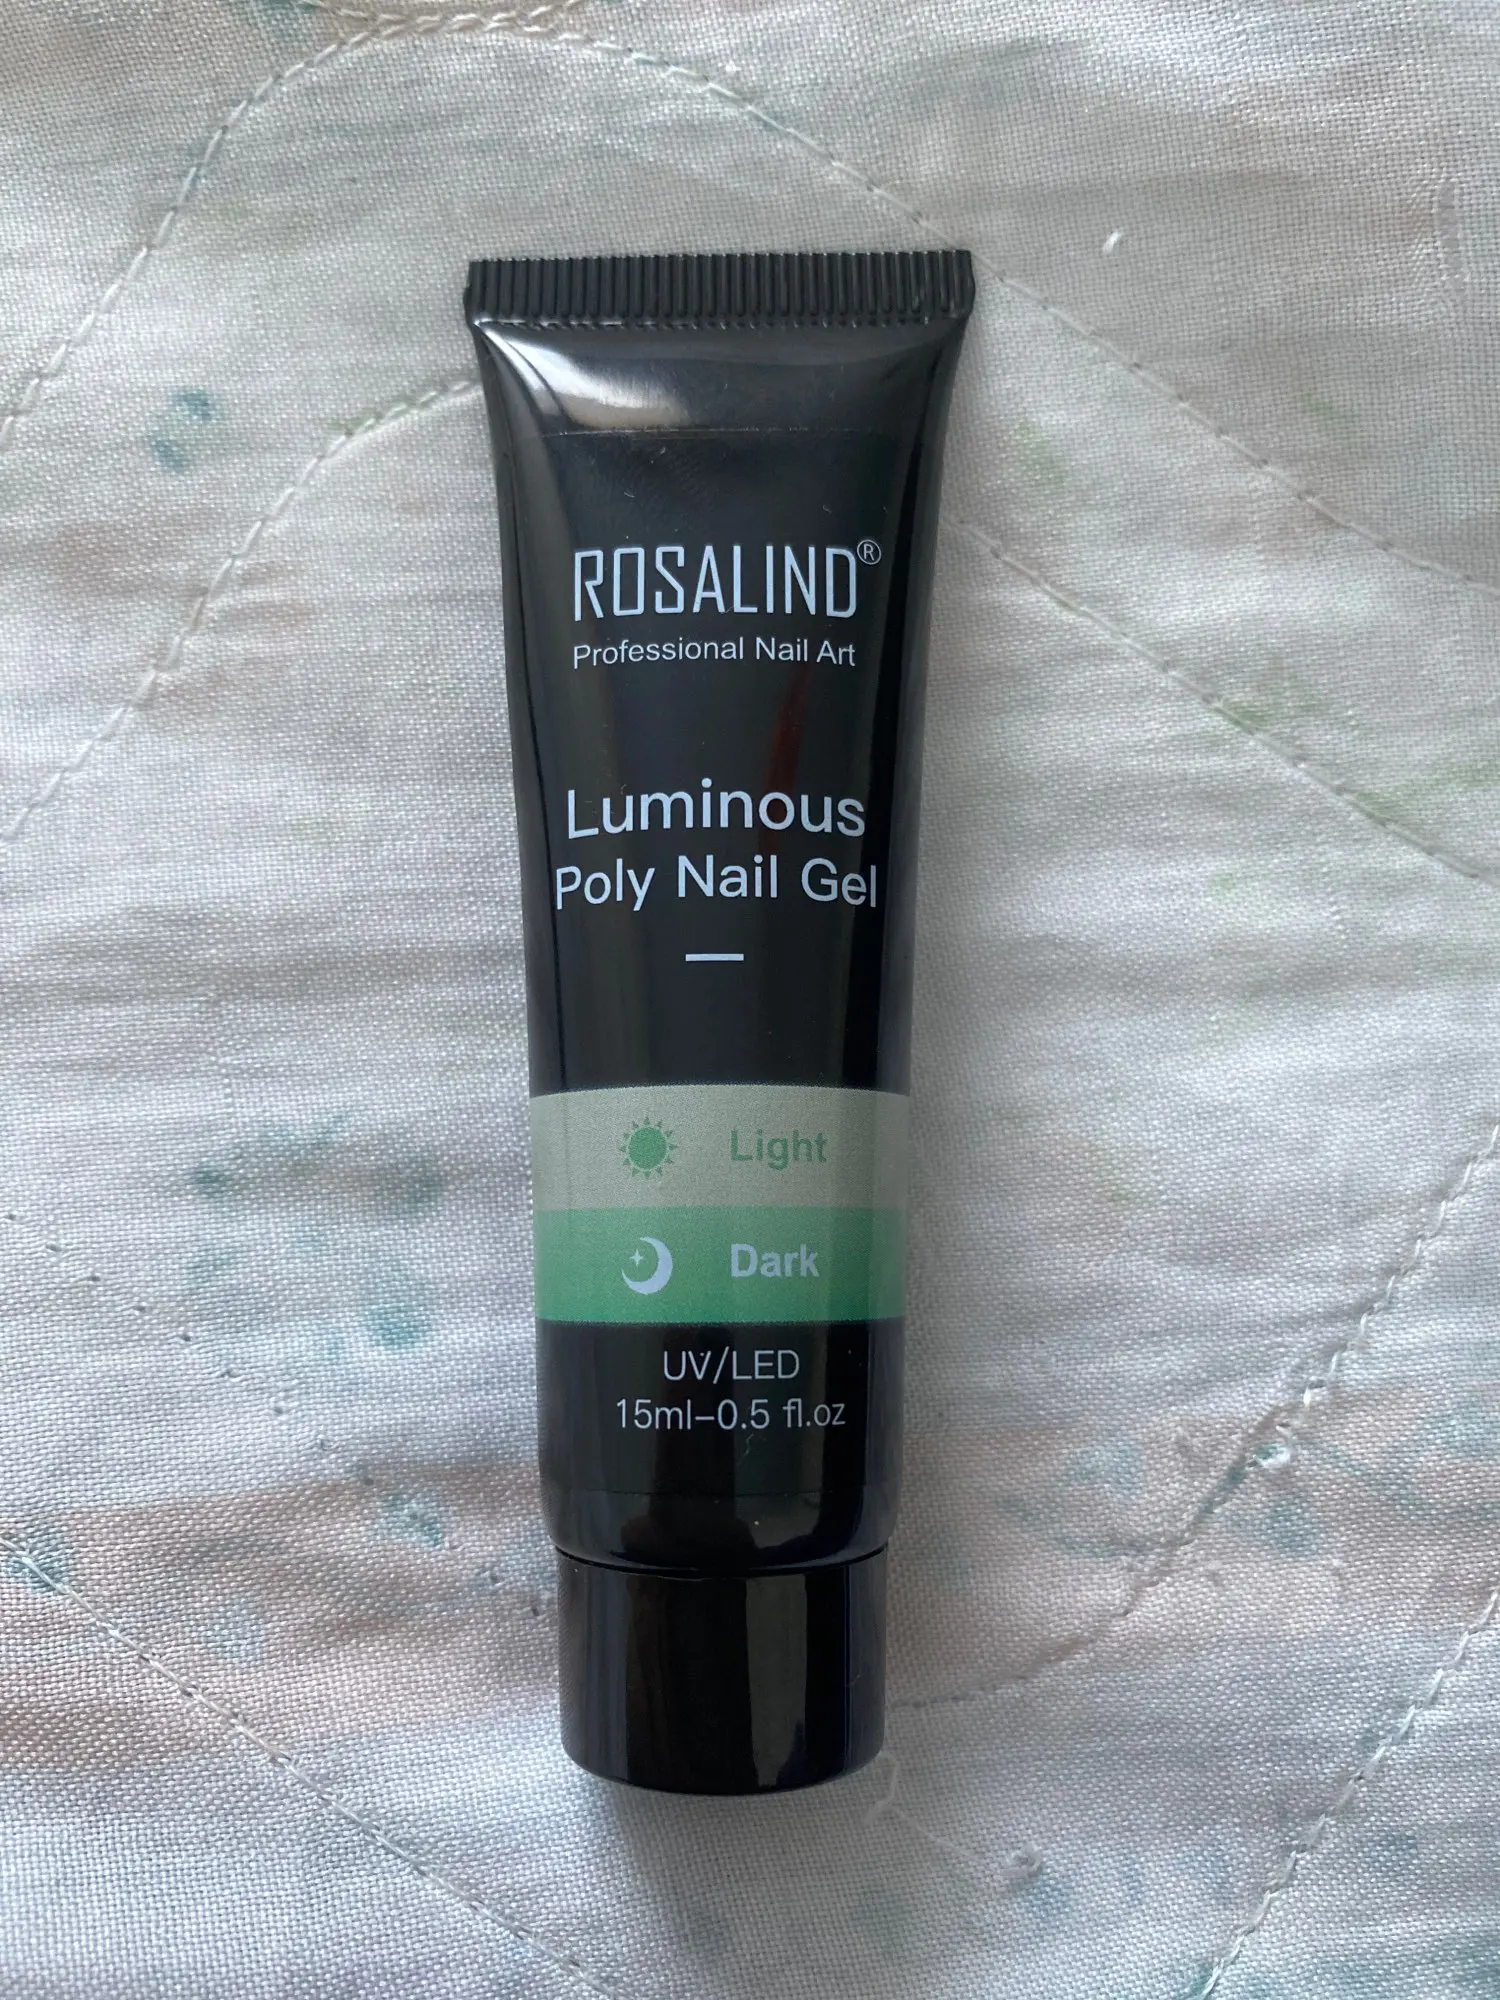 ROSALIND®
Professional Nail Art
Luminous
Poly Nail Gel
Light
Dark
UV/LED
15ml–0.5 fl.oz